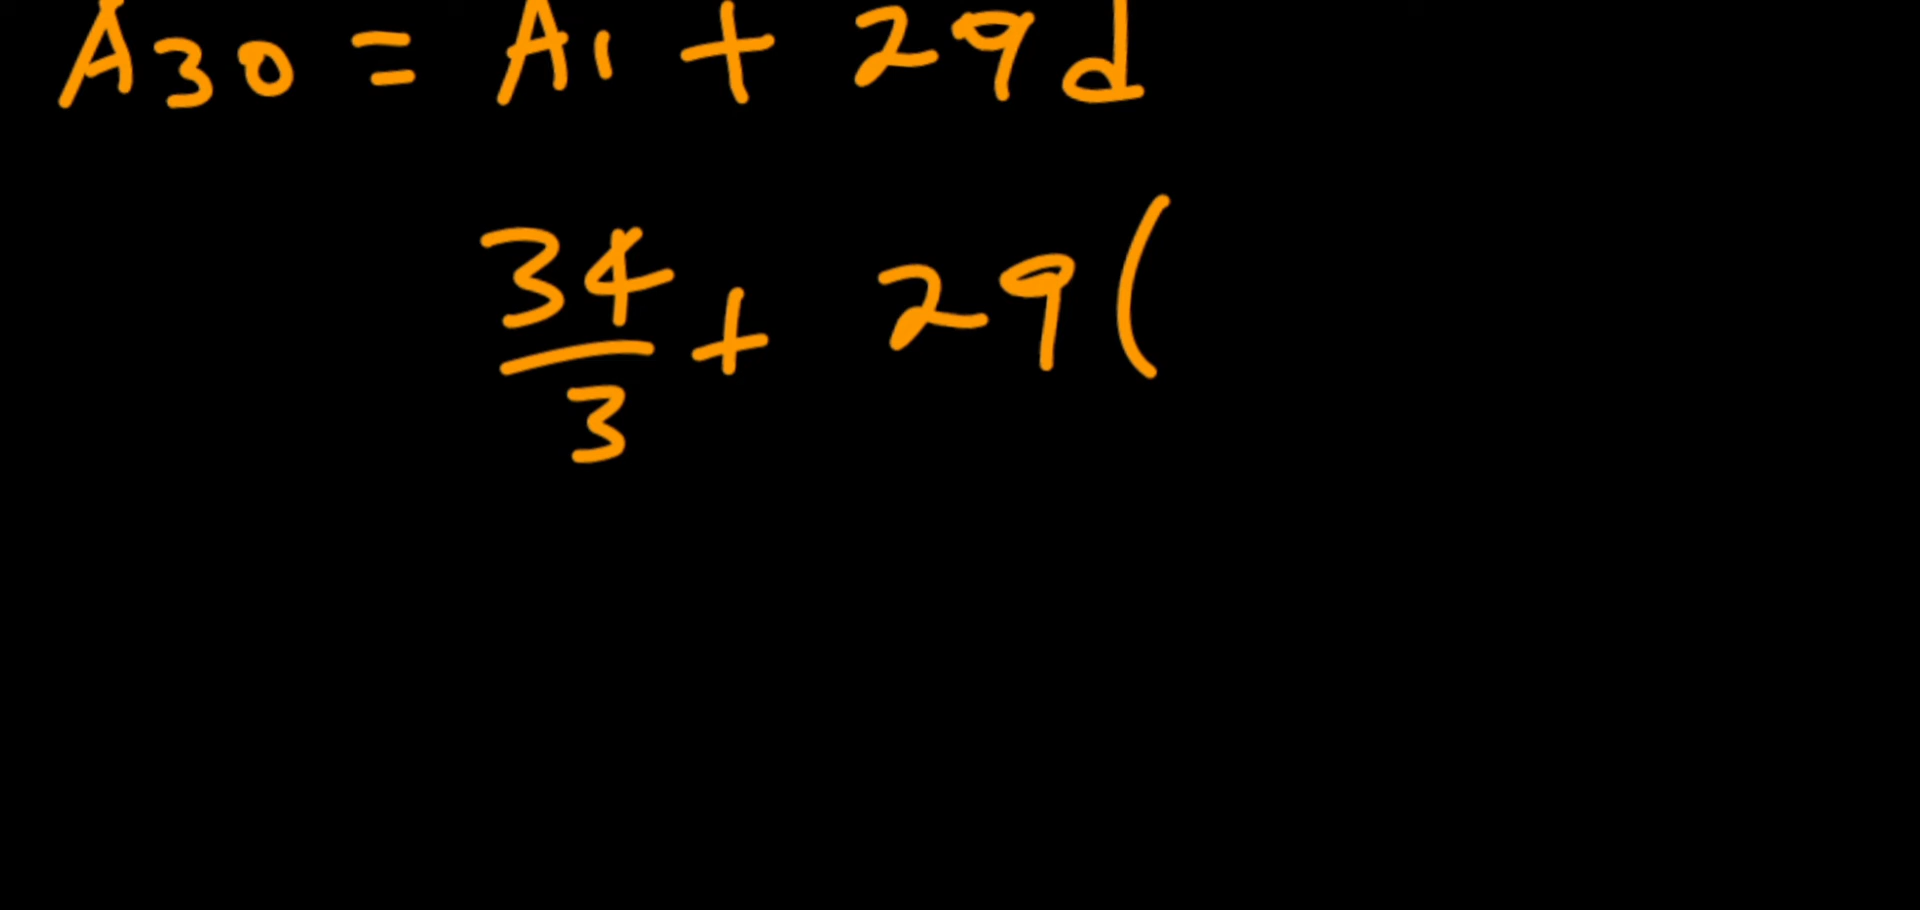 A30 = A1 + 29d
34/3 + 29(